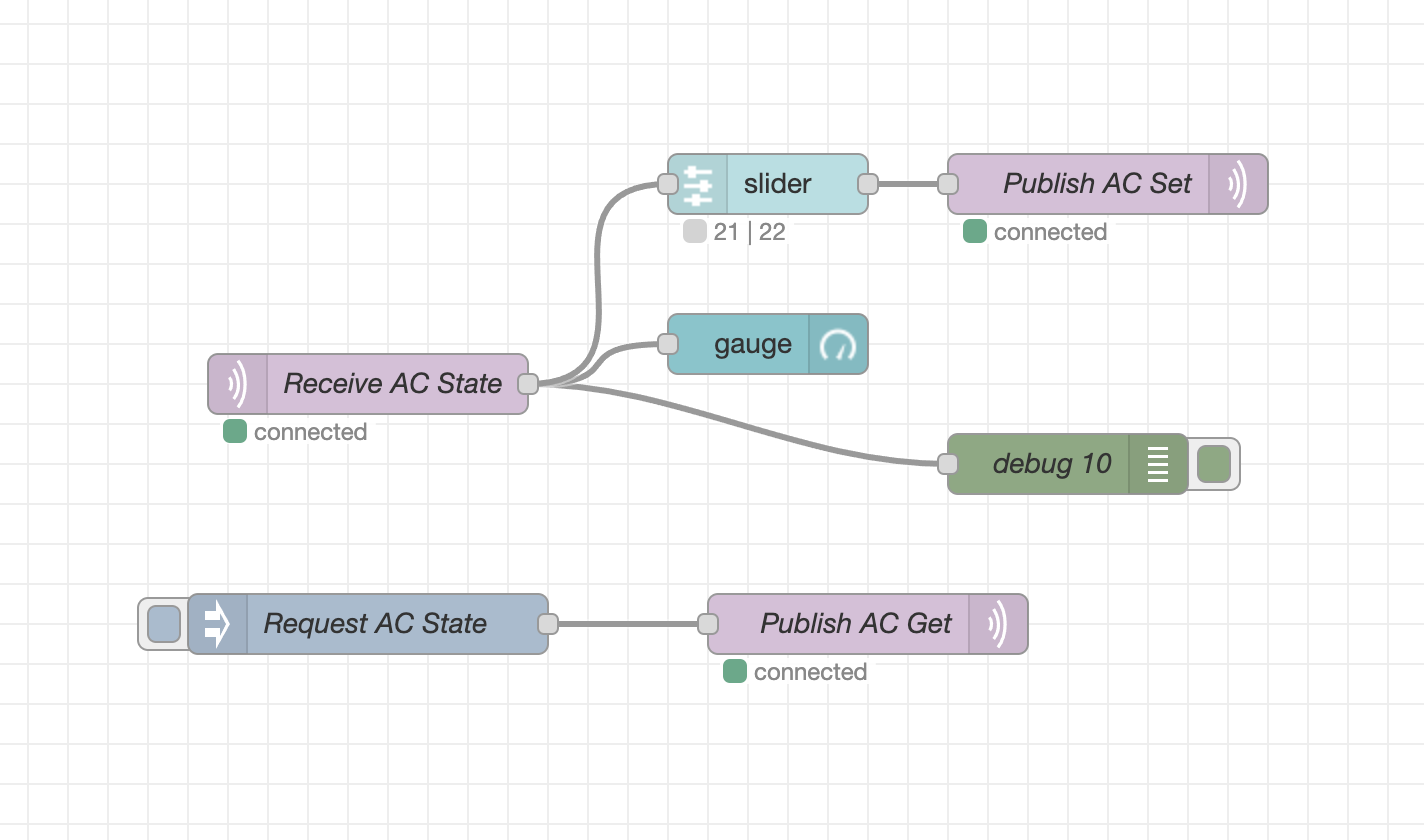 slider
Publish AC Set
21 | 22
connected
gauge
Receive AC State
connected
debug 10
Request AC State
Publish AC Get
connected